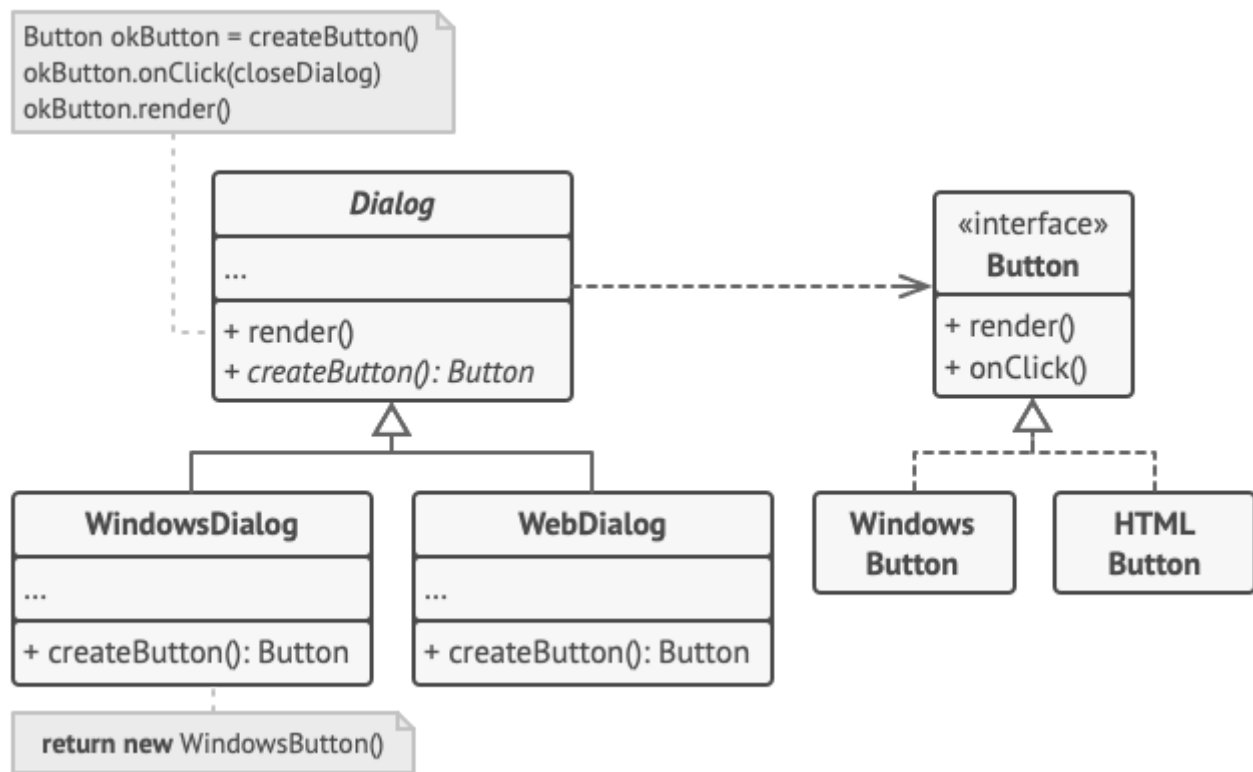 Button okButton = createButton()
okButton.onClick(closeDialog)
okButton.render()
Dialog
...
+ render()
+ createButton(): Button
«interface»
Button
+ render()
+ onClick()
WindowsDialog
...
+ createButton(): Button
return new WindowsButton()
WebDialog
...
+ createButton(): Button
Windows
Button
HTML
Button